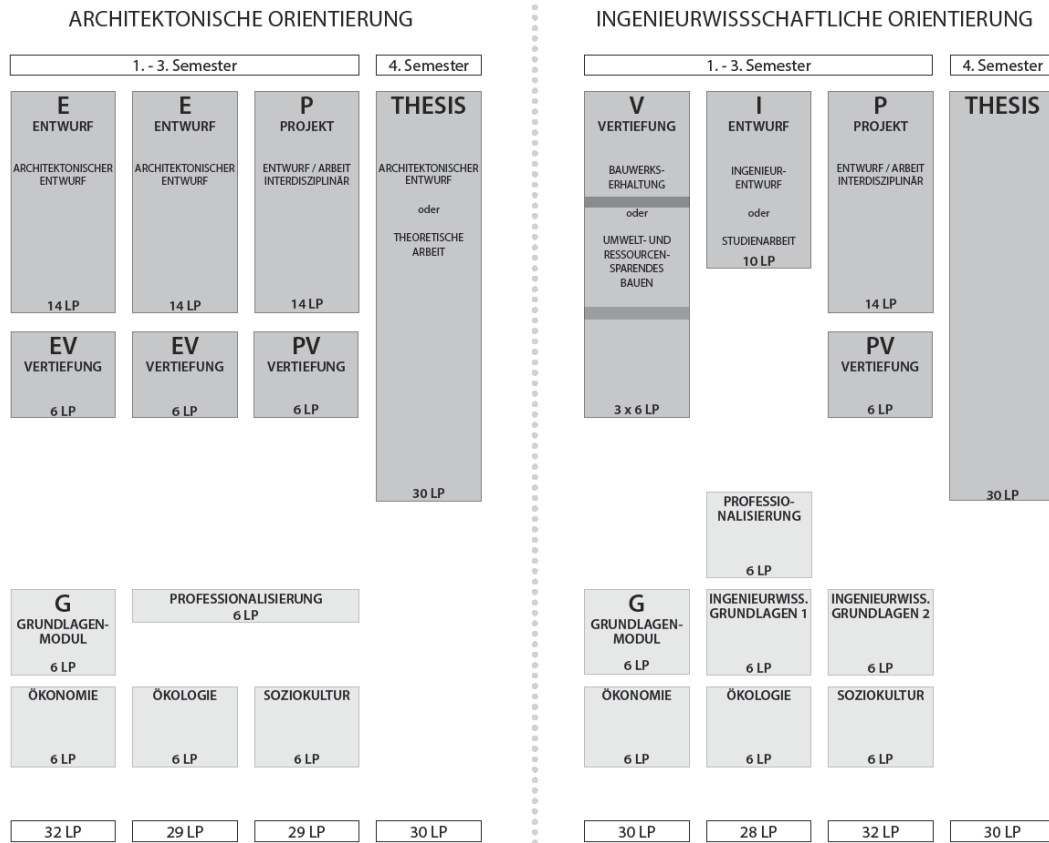 ARCHITEKTONISCHE ORIENTIERUNG
1. - 3. Semester
4. Semester
E
ENTWURF
ARCHITEKTONISCHER
ENTWURF
14 LP
E
ENTWURF
ARCHITEKTONISCHER
ENTWURF
14 LP
P
PROJEKT
ENTWURF / ARBEIT
INTERDISZIPLINÄR
14 LP
THESIS
ARCHITEKTONISCHER
ENTWURF
oder
THEORETISCHE
ARBEIT
30 LP
EV
VERTIEFUNG
6 LP
EV
VERTIEFUNG
6 LP
PV
VERTIEFUNG
6 LP
G
GRUNDLAGEN-
MODUL
6 LP
PROFESSIONALISIERUNG
6 LP
ÖKONOMIE
6 LP
ÖKOLOGIE
6 LP
SOZIOKULTUR
6 LP
32 LP
29 LP
29 LP
30 LP
INGENIEURWISSSCHAFTLICHE ORIENTIERUNG
1. - 3. Semester
4. Semester
V
VERTIEFUNG
BAUWERKS-
ERHALTUNG
oder
UMWELT- UND
RESSOURCEN-
SPARENDES
BAUEN
3 x 6 LP
I
ENTWURF
INGENIEUR-
ENTWURF
oder
STUDIENARBEIT
10 LP
P
PROJEKT
ENTWURF / ARBEIT
INTERDISZIPLINÄR
14 LP
THESIS
30 LP
PV
VERTIEFUNG
6 LP
PROFESSIO-
NALISIERUNG
6 LP
G
GRUNDLAGEN-
MODUL
6 LP
INGENIEURWISS.
GRUNDLAGEN 1
6 LP
INGENIEURWISS.
GRUNDLAGEN 2
6 LP
ÖKONOMIE
6 LP
ÖKOLOGIE
6 LP
SOZIOKULTUR
6 LP
30 LP
28 LP
32 LP
30 LP